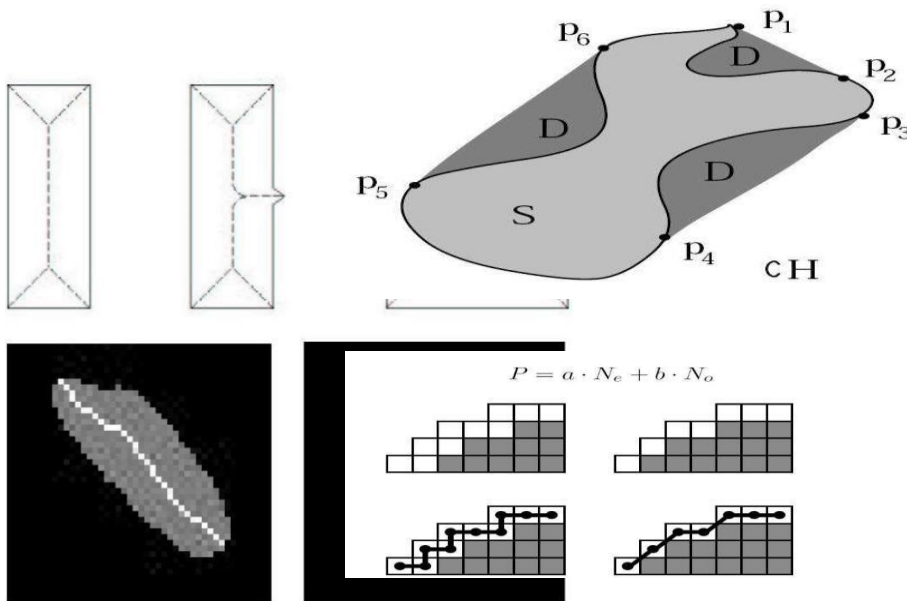 p₁
p₆
D
p₂
D
p₃
D
p₅
S
p₄
CH
P = a · Nₑ + b · Nₒ